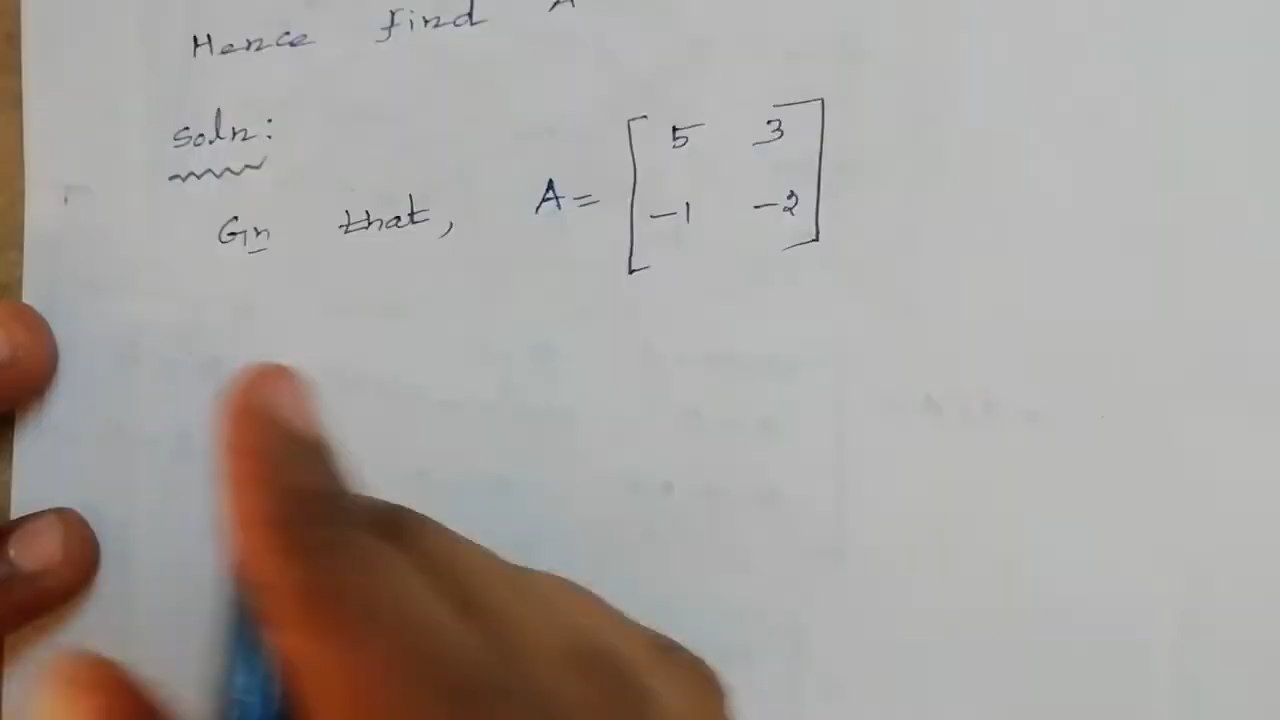 Hence find A
Soln:
Gn that, A = [ 5 3
-1 -2 ]